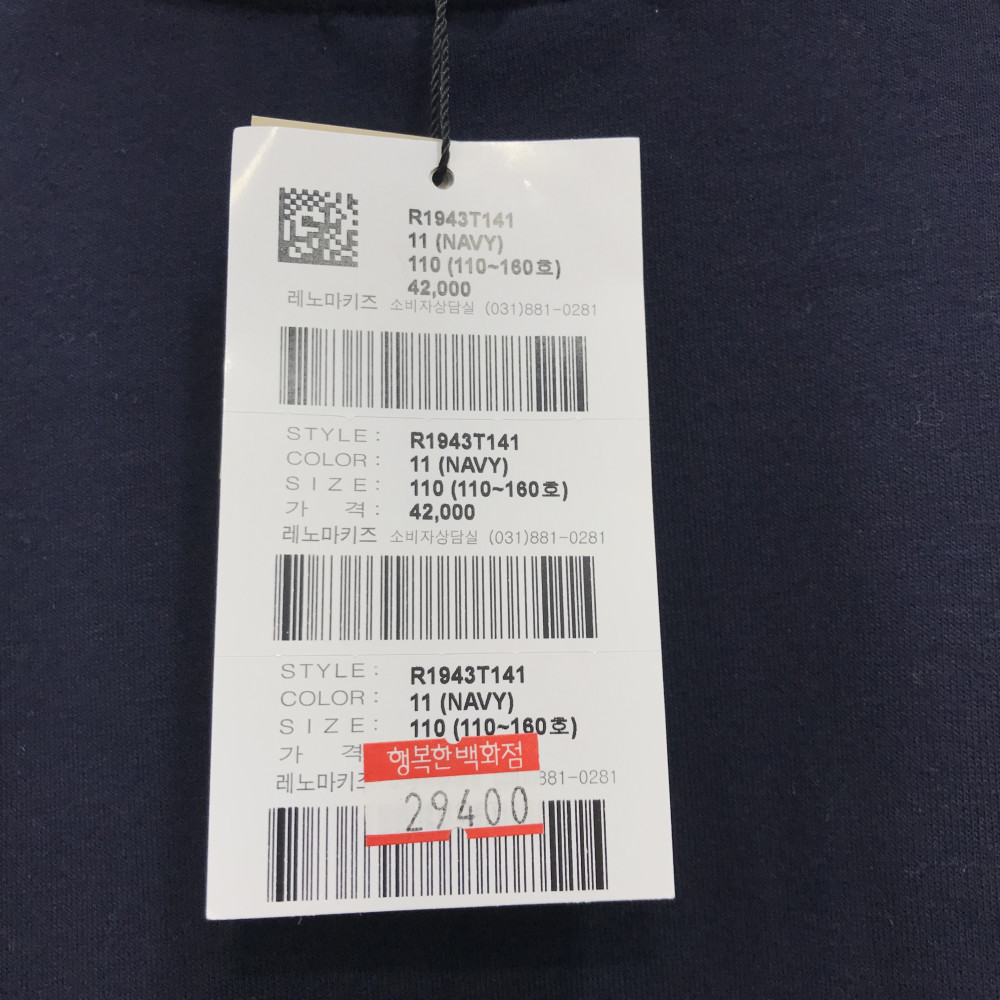 R1943T141
11 (NAVY)
110 (110~160호)
42,000
레노마키즈 소비자상담실 (031)881-0281
STYLE: R1943T141
COLOR: 11 (NAVY)
SIZE: 110 (110~160호)
가 격: 42,000
레노마키즈 소비자상담실 (031)881-0281
STYLE: R1943T141
COLOR: 11 (NAVY)
SIZE: 110 (110~160호)
가 격
행복한백화점
레노마키즈 881-0281
29400